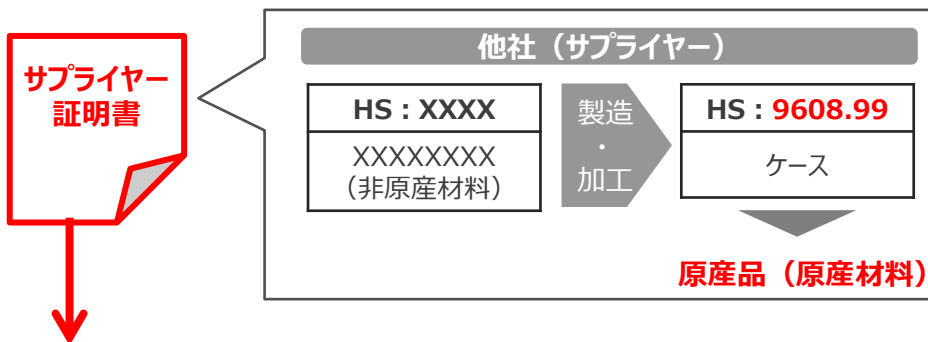 サプライヤー
証明書
他社（サプライヤー）
HS：XXXX
XXXXXXXX
（非原産材料）
製造
・
加工
HS：9608.99
ケース
原産品（原産材料）